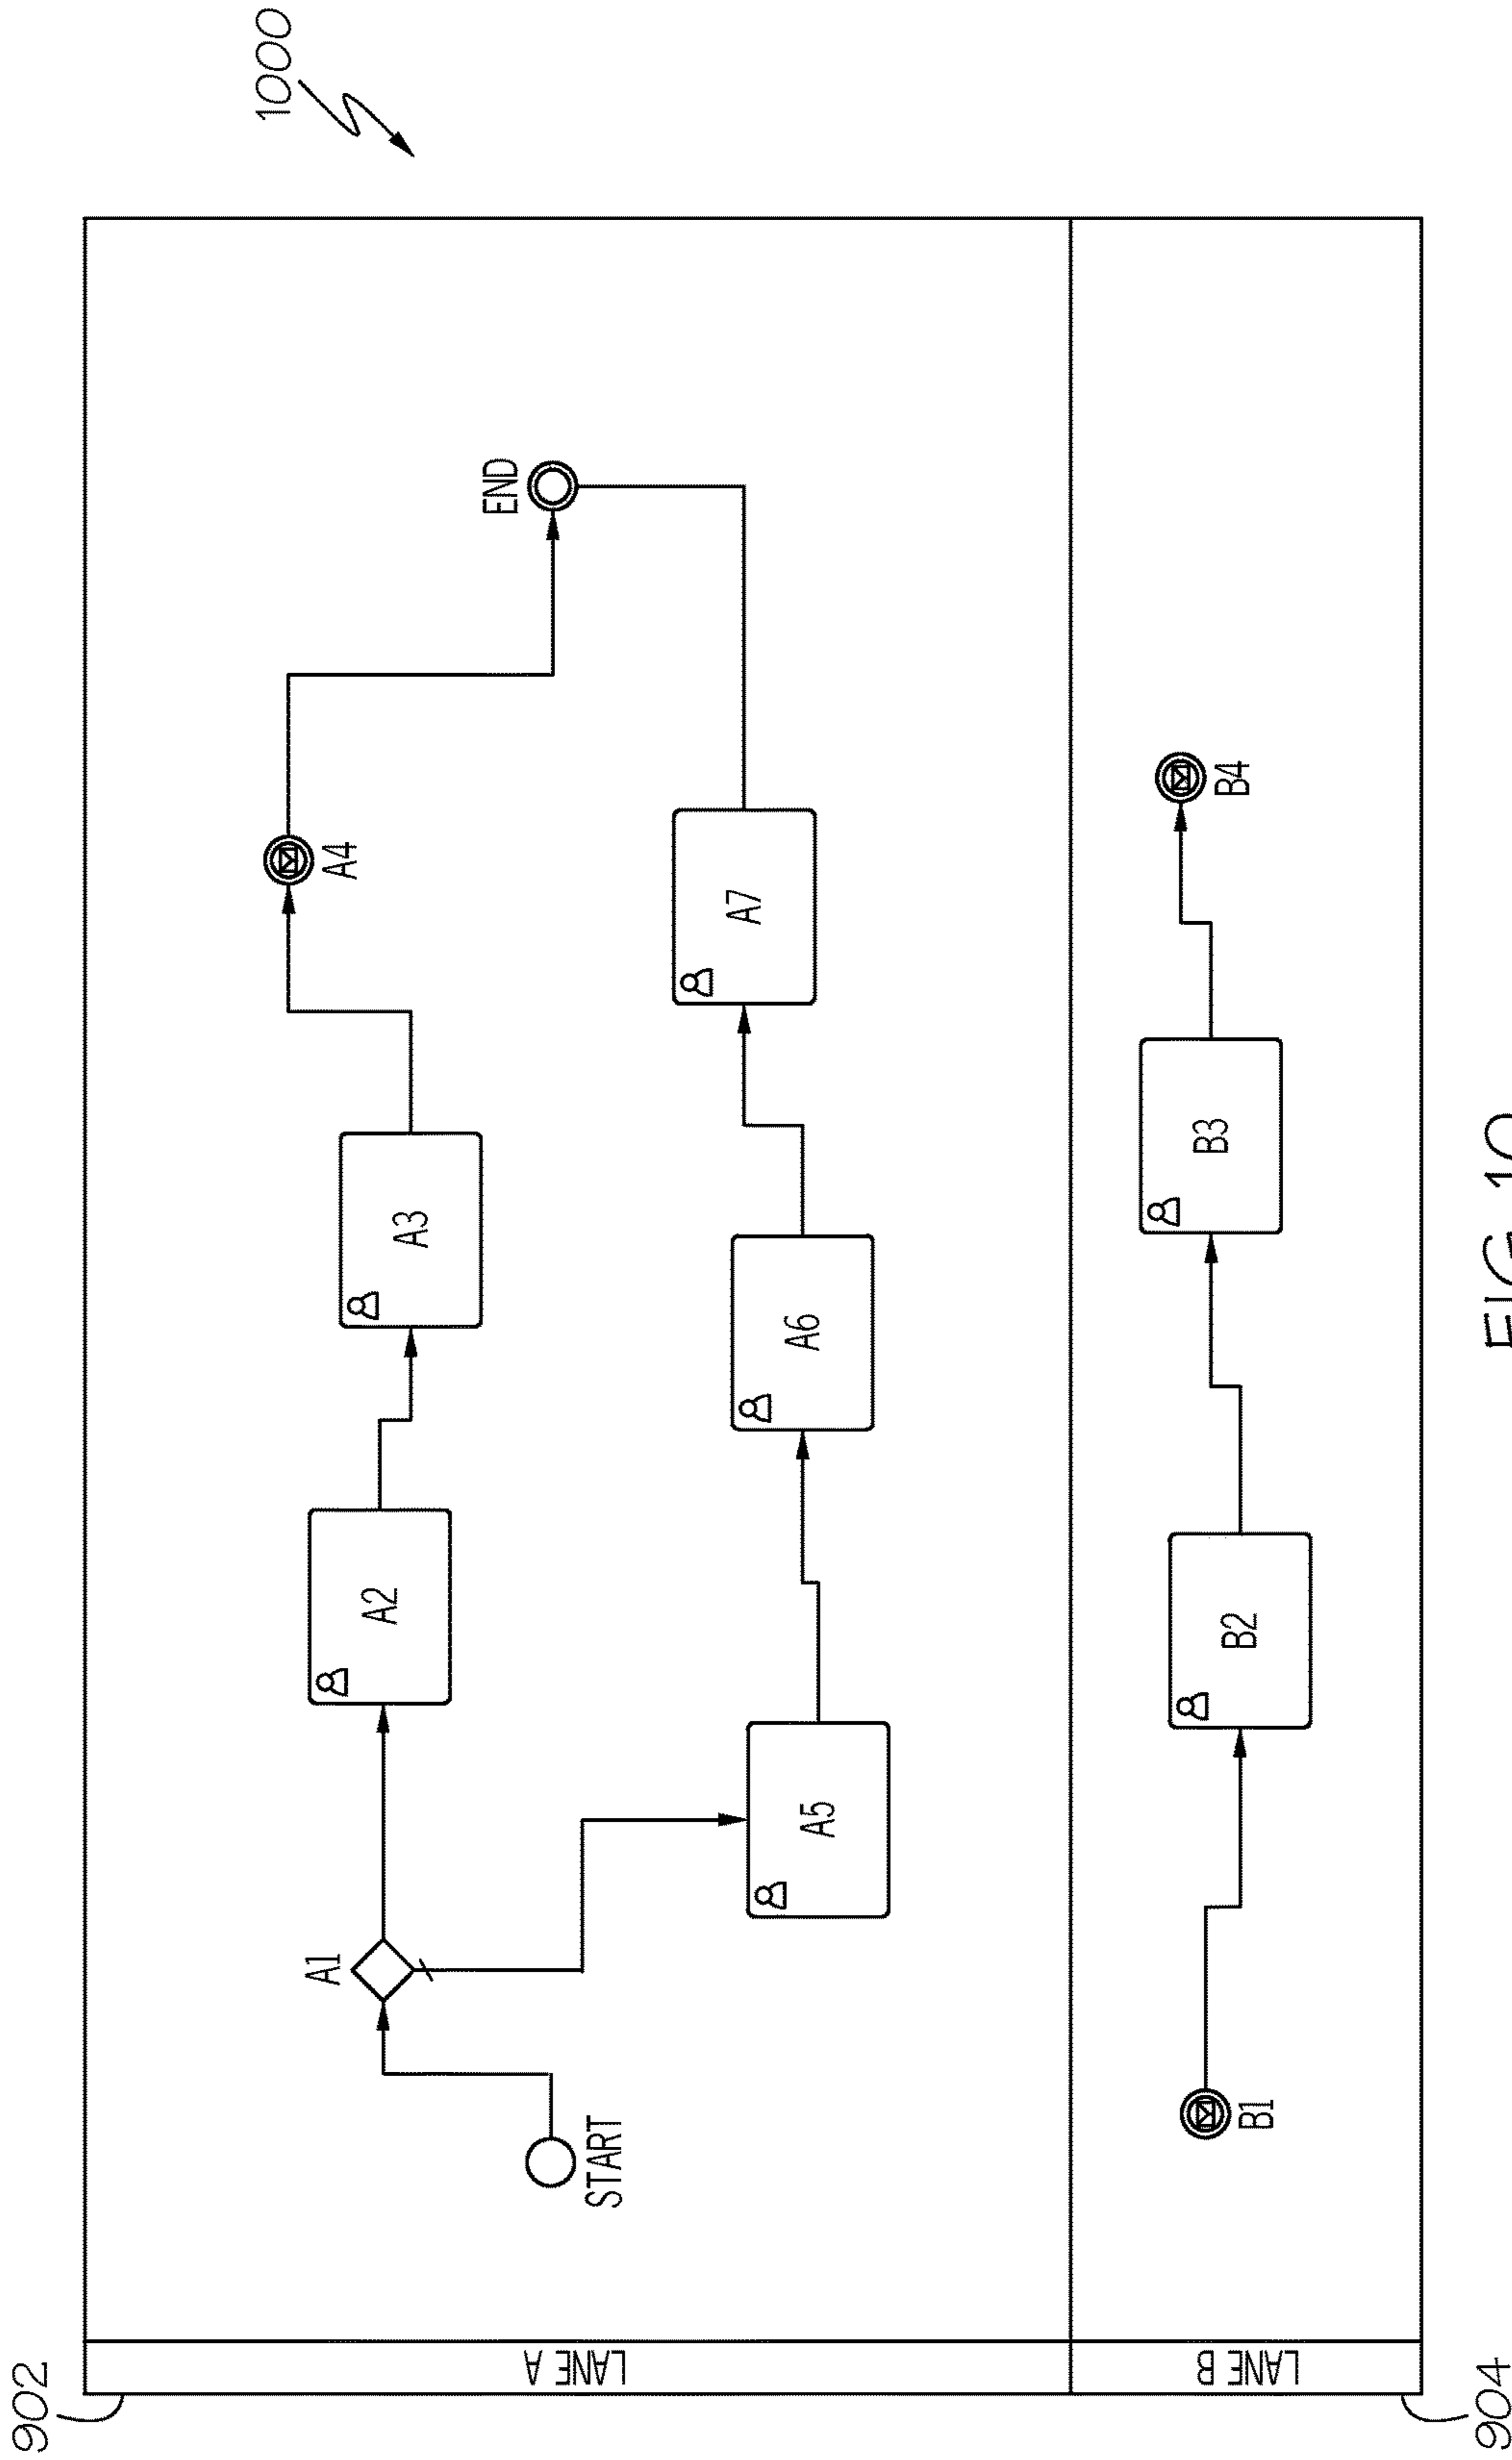 1000
902
LANE A
START
A1
A2
A3
A4
END
A5
A6
A7
LANE B
B1
B2
B3
B4
904
FIG. 10